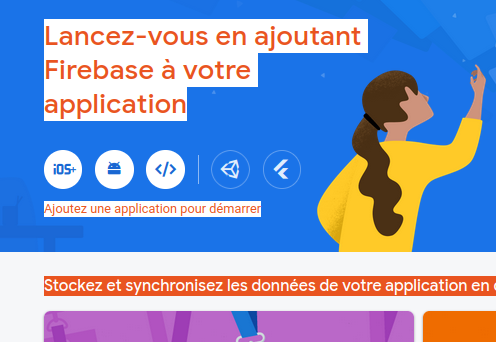 Lancez-vous en ajoutant
Firebase à votre
application
iOS+
Ajoutez une application pour démarrer
Stockez et synchronisez les données de votre application en